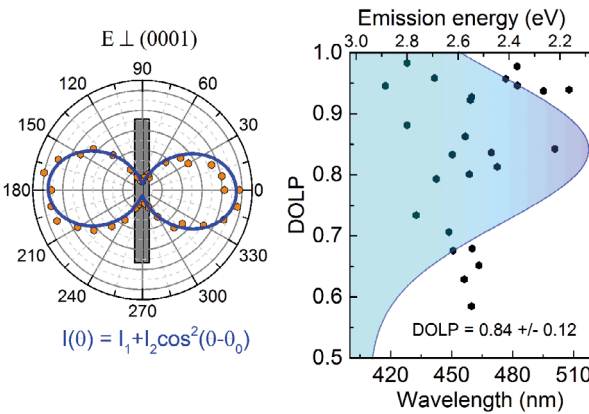 E ⊥ (0001)
90
120
60
150
30
180
0
210
330
240
300
270
I(θ) = I₁+I₂cos²(θ-θ₀)
Emission energy (eV)
3.0 2.8 2.6 2.4 2.2
1.0
0.9
0.8
0.7
0.6
0.5
DOLP
DOLP = 0.84 +/- 0.12
420 450 480 510
Wavelength (nm)